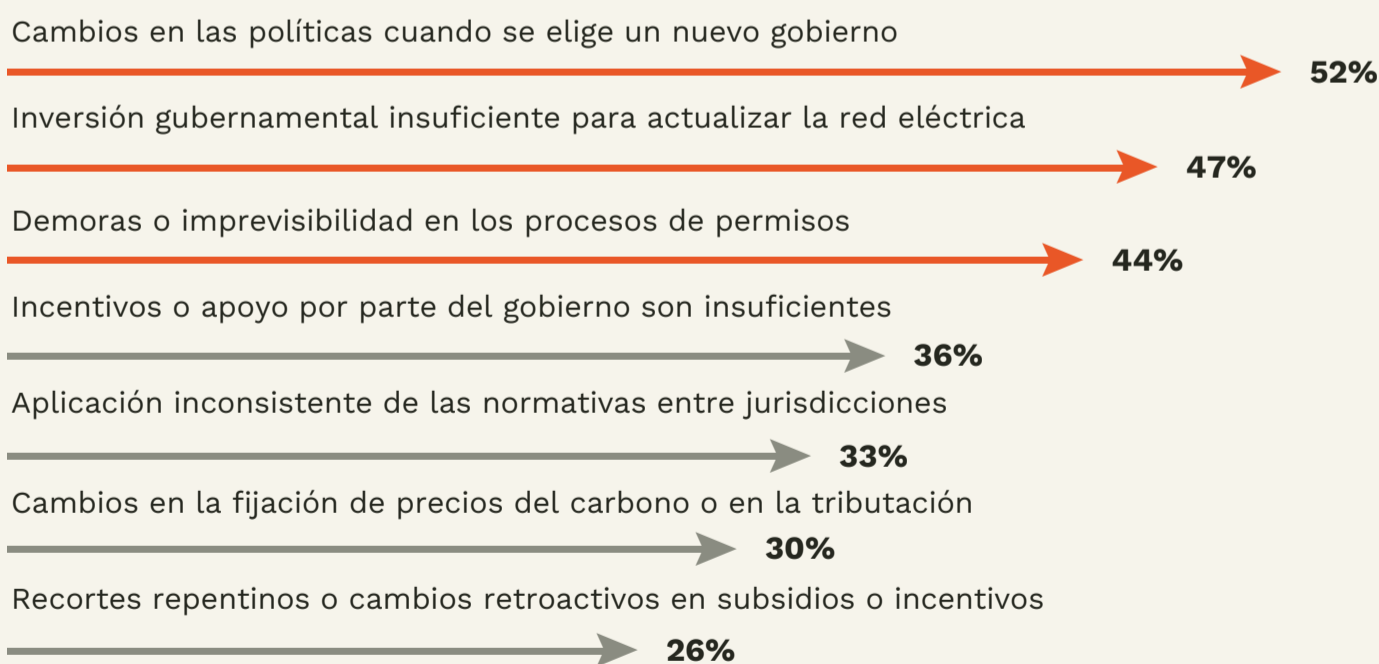 Cambios en las políticas cuando se elige un nuevo gobierno
52%
Inversión gubernamental insuficiente para actualizar la red eléctrica
47%
Demoras o imprevisibilidad en los procesos de permisos
44%
Incentivos o apoyo por parte del gobierno son insuficientes
36%
Aplicación inconsistente de las normativas entre jurisdicciones
33%
Cambios en la fijación de precios del carbono o en la tributación
30%
Recortes repentinos o cambios retroactivos en subsidios o incentivos
26%